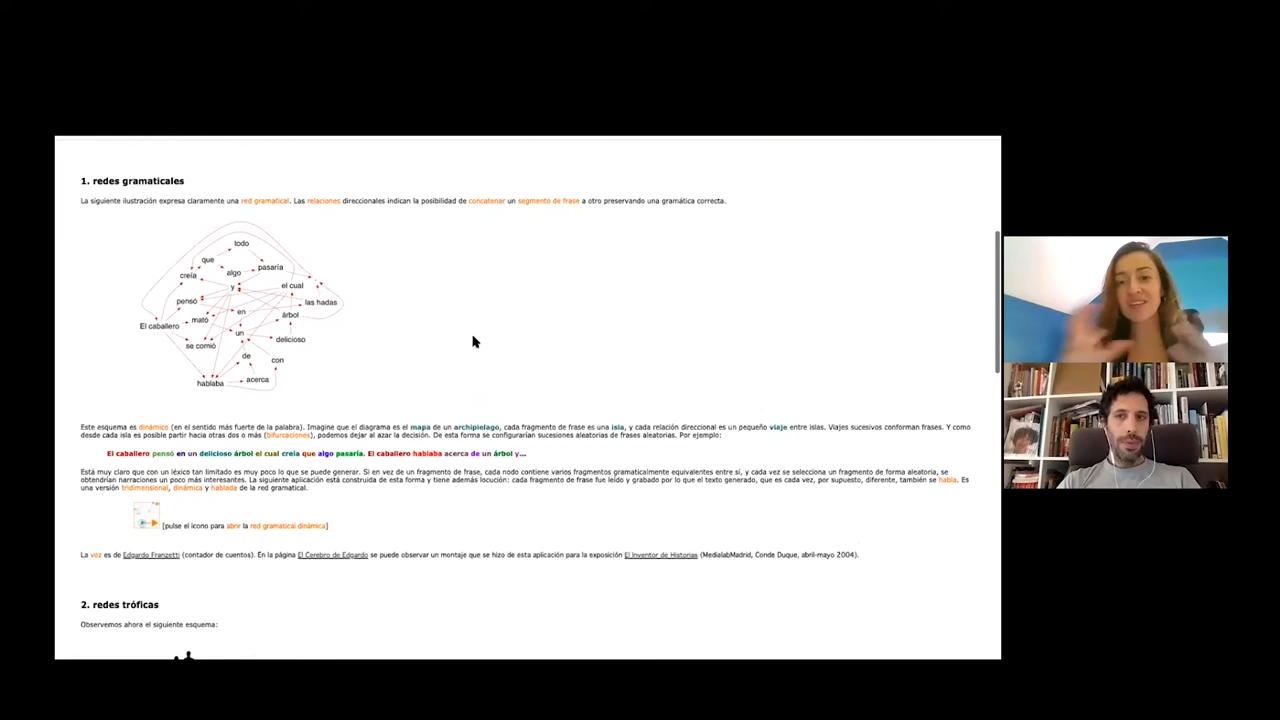 1. redes gramaticales
La siguiente ilustración expresa claramente una red gramatical. Las relaciones direccionales indican la posibilidad de concatenar un segmento de frase a otro preservando una gramática correcta.
todo
que
algo
pasaría
creía
y
el cual
pensó
las hadas
en
árbol
mató
El caballero
un
delicioso
se comió
de
con
hablaba
acerca
Este esquema es dinámico (en el sentido más fuerte de la palabra). Imagine que el diagrama es el mapa de un archipielago, cada fragmento de frase es una isla, y cada relación direccional es un pequeño viaje entre islas. Viajes sucesivos conforman frases. Y como
desde cada isla es posible partir hacia otras dos o más (bifurcaciones), podemos dejar al azar la decisión. De esta forma se configurarían sucesiones aleatorias de frases aleatorias. Por ejemplo:
El caballero pensó en un delicioso árbol el cual creía que algo pasaría. El caballero hablaba acerca de un árbol y...
Está muy claro que con un léxico tan limitado es muy poco lo que se puede generar. Si en vez de un fragmento de frase, cada nodo contiene varios fragmentos gramaticalmente equivalentes entre sí, y cada vez se selecciona un fragmento de forma aleatoria, se
obtendrían narraciones un poco más interesantes. La siguiente aplicación está construida de esta forma y tiene además locución: cada fragmento de frase fue leído y grabado por lo que el texto generado, que es cada vez, por supuesto, diferente, también se habla. Es
una versión tridimensional, dinámica y hablada de la red gramatical.
[pulse el icono para abrir la red gramatical dinámica]
La voz es de Edgardo Franzetti (contador de cuentos). En la página El Cerebro de Edgardo se puede observar un montaje que se hizo de esta aplicación para la exposición El Inventor de Historias (MedialabMadrid, Conde Duque, abril-mayo 2004).
2. redes tróficas
Observemos ahora el siguiente esquema: